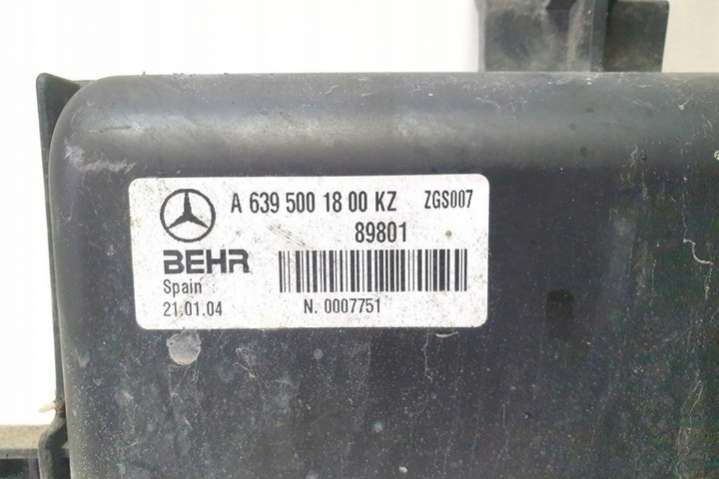 A 639 500 18 00 KZ ZGS007
89801
BEHR
Spain
21.01.04
N. 0007751